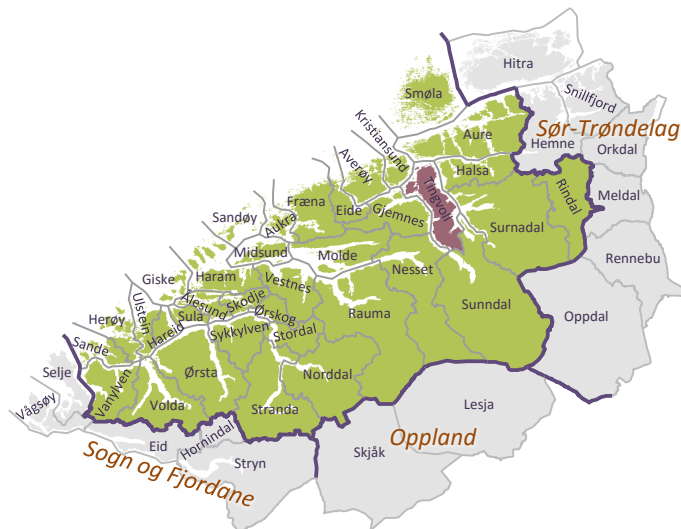 Hitra
Snillfjord
Smøla
Sør-Trøndelag
Kristiansund
Aure
Hemne
Orkdal
Averøy
Halsa
Tingvoll
Rindal
Meldal
Fræna
Eide
Gjemnes
Sandøy
Aukra
Surnadal
Midsund
Molde
Rennebu
Nesset
Giske
Haram
Vestnes
Sunndal
Ulstein
Ålesund
Skodje
Herøy
Sula
Ørskog
Rauma
Oppdal
Hareid
Sykkylven
Stordal
Sande
Selje
Vanylven
Ørsta
Norddal
Vågsøy
Volda
Stranda
Lesja
Eid
Hornindal
Oppland
Skjåk
Stryn
Sogn og Fjordane